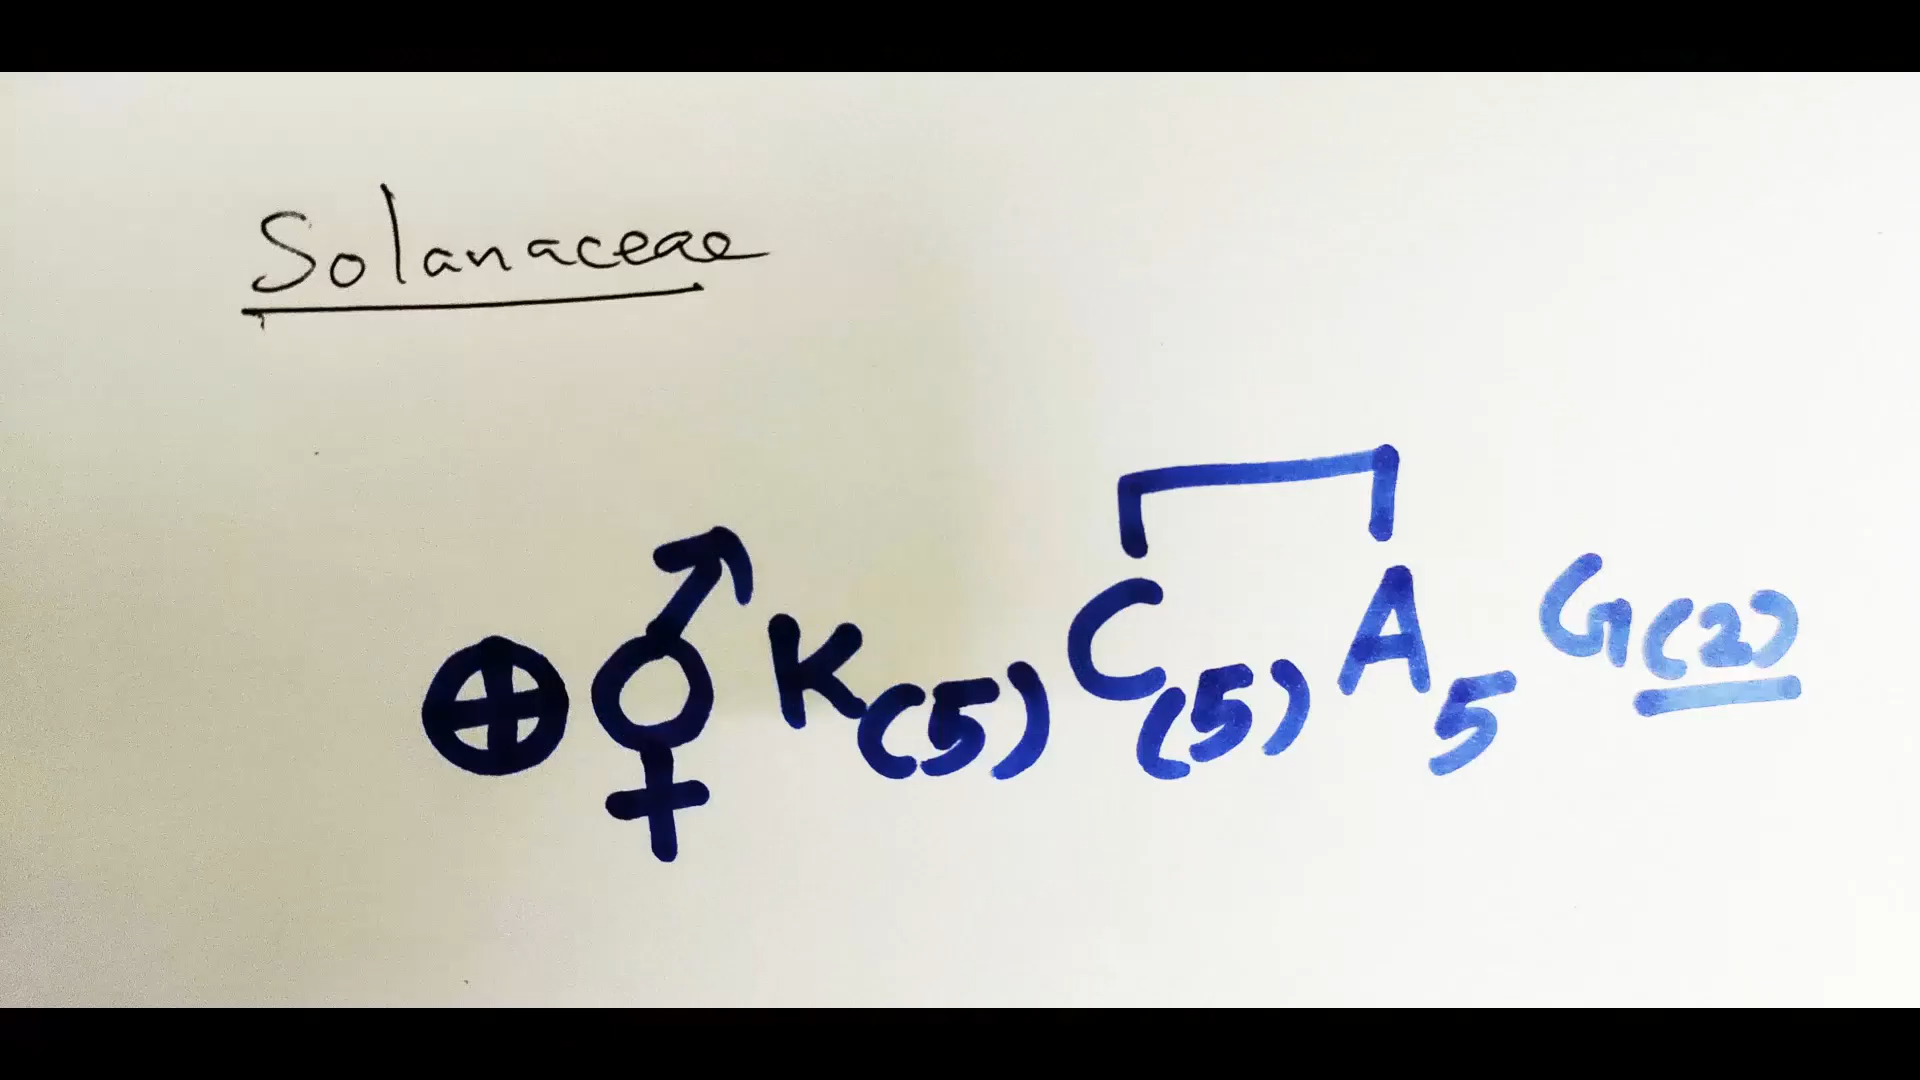 Solanaceae
⊕ ⚥ K(5) C(5) A5 G(2)